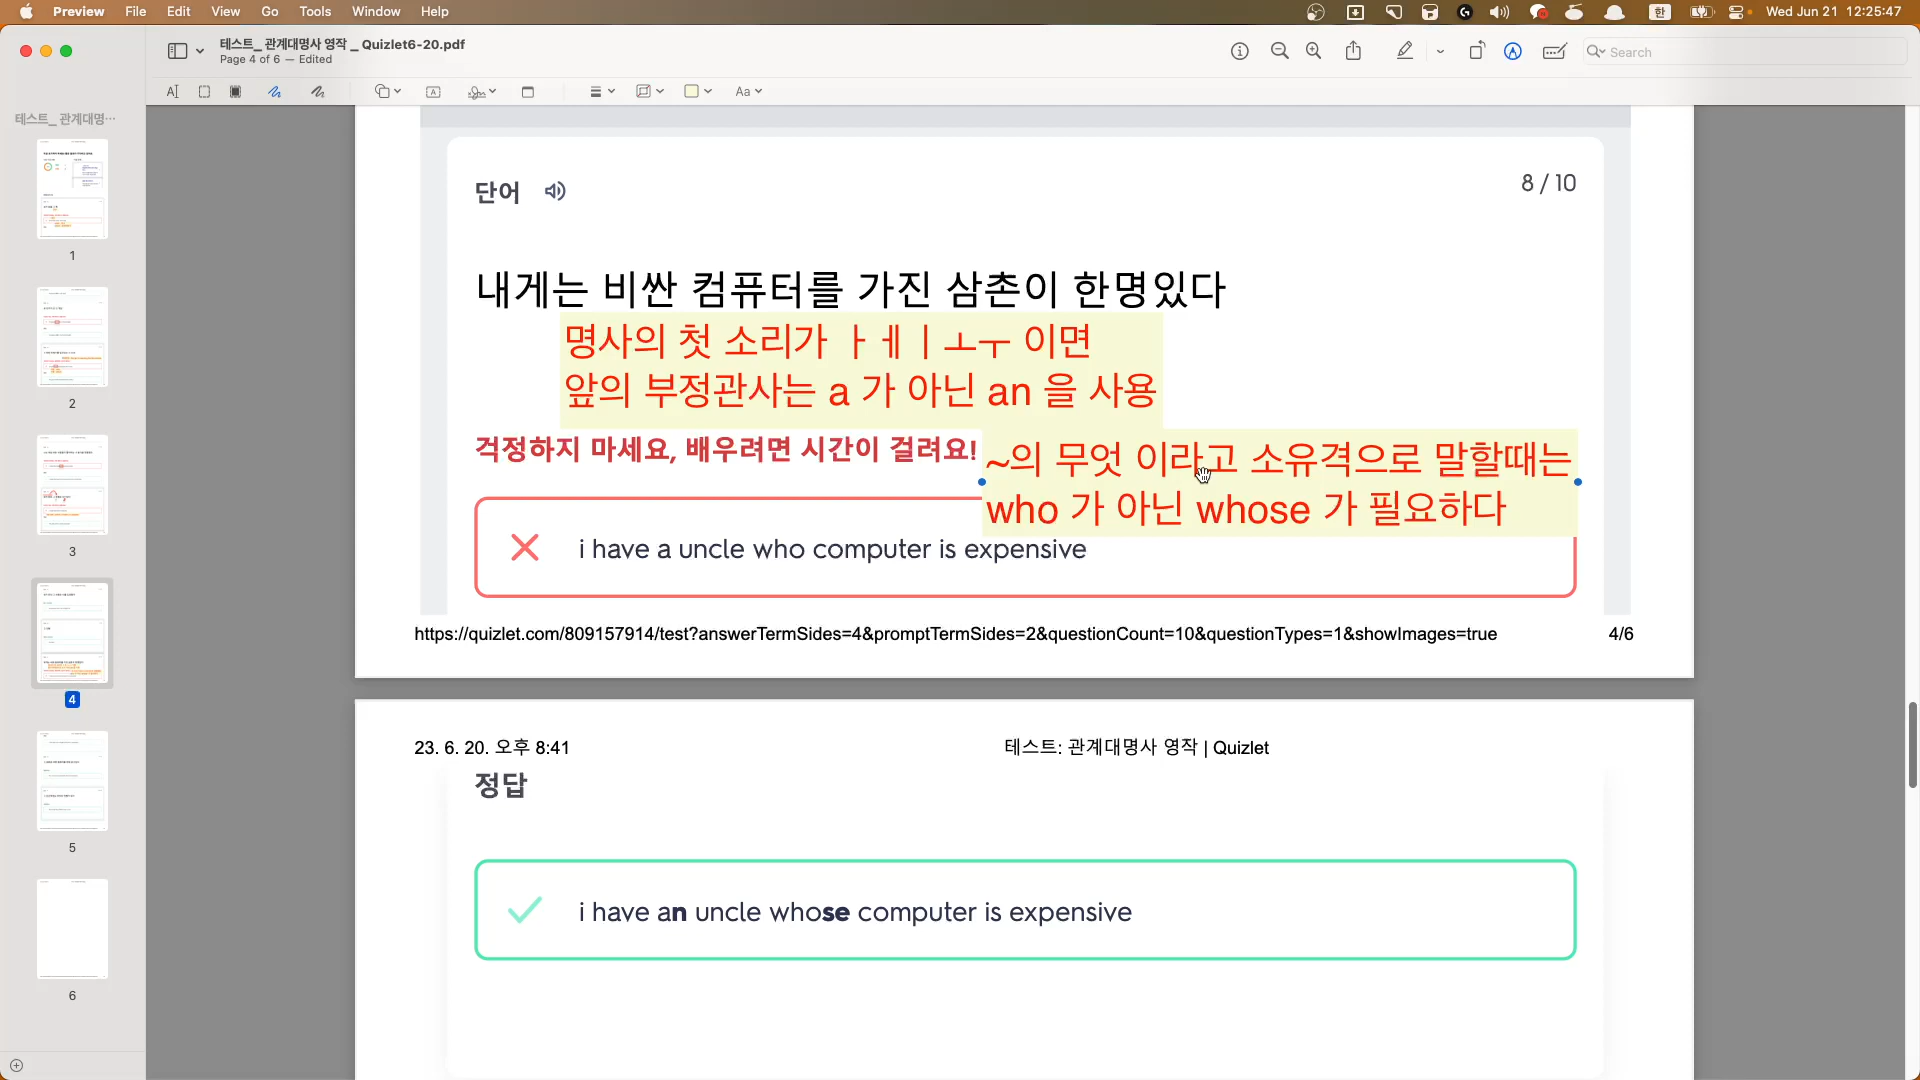 Preview File Edit View Go Tools Window Help
한
Wed Jun 21 12:25:47
테스트_ 관계대명사 영작 _ Quizlet6-20.pdf
Page 4 of 6 — Edited
Search
Aa
테스트_ 관계대명…
1
2
3
4
5
6
단어
8 / 10
내게는 비싼 컴퓨터를 가진 삼촌이 한명있다
명사의 첫 소리가 ㅏㅔㅣㅗㅜ 이면
앞의 부정관사는 a 가 아닌 an 을 사용
걱정하지 마세요, 배우려면 시간이 걸려요!
~의 무엇 이라고 소유격으로 말할때는
who 가 아닌 whose 가 필요하다
i have a uncle who computer is expensive
https://quizlet.com/809157914/test?answerTermSides=4&promptTermSides=2&questionCount=10&questionTypes=1&showImages=true
4/6
23. 6. 20. 오후 8:41
테스트: 관계대명사 영작 | Quizlet
정답
i have an uncle whose computer is expensive